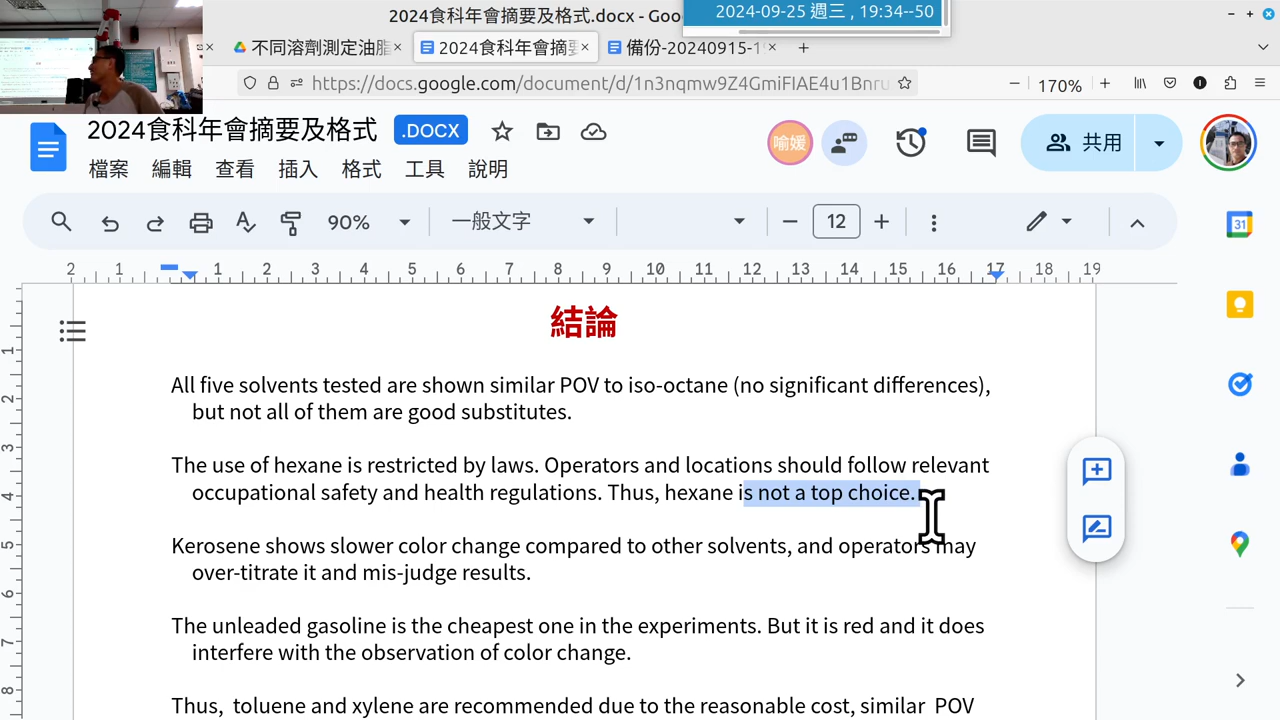 2024食科年會摘要及格式.docx - Goo
2024-09-25 週三 , 19:34--50
不同溶劑測定油脂
2024食科年會摘要
備份-20240915-1
https://docs.google.com/document/d/1n3nqmw9Z4GmiFlAE4u1Bnru
170%
2024食科年會摘要及格式
.DOCX
喻媛
共用
檔案 編輯 查看 插入 格式 工具 說明
90%
一般文字
12
2 1 1 2 3 4 5 6 7 8 9 10 11 12 13 14 15 16 17 18 19
31
1
2
3
4
5
6
7
8
結論
All five solvents tested are shown similar POV to iso-octane (no significant differences),
but not all of them are good substitutes.
The use of hexane is restricted by laws. Operators and locations should follow relevant
occupational safety and health regulations. Thus, hexane is not a top choice.
Kerosene shows slower color change compared to other solvents, and operators may
over-titrate it and mis-judge results.
The unleaded gasoline is the cheapest one in the experiments. But it is red and it does
interfere with the observation of color change.
Thus,  toluene and xylene are recommended due to the reasonable cost, similar  POV